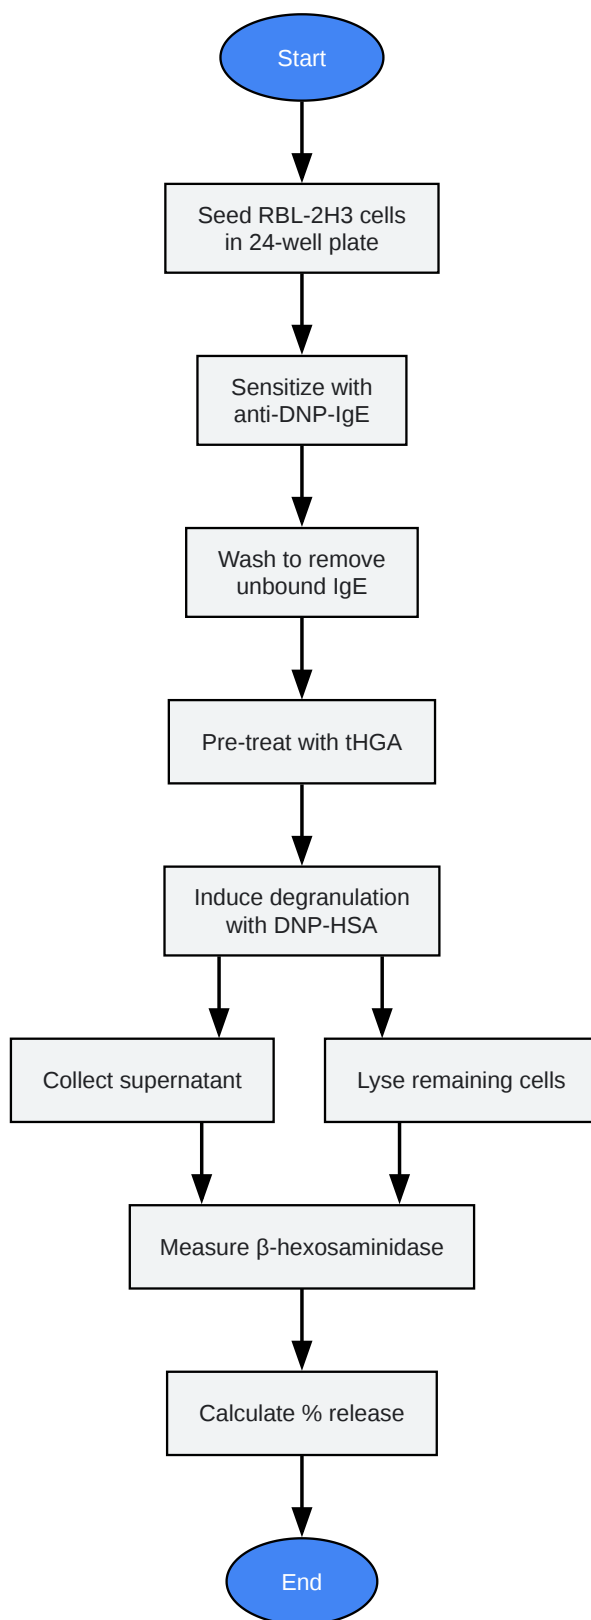 Start
Seed RBL-2H3 cells
in 24-well plate
Sensitize with
anti-DNP-IgE
Wash to remove
unbound IgE
Pre-treat with tHGA
Induce degranulation
with DNP-HSA
Collect supernatant
Lyse remaining cells
Measure β-hexosaminidase
Calculate % release
End